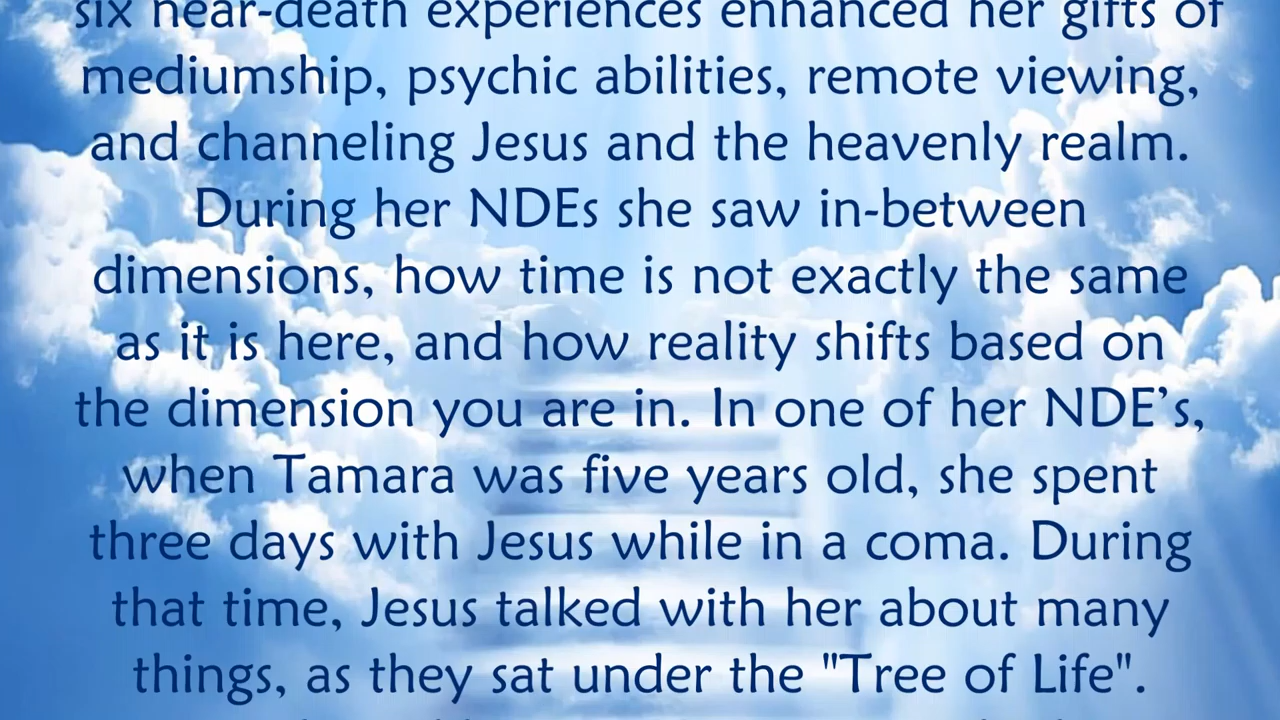 six near-death experiences enhanced her gifts of
mediumship, psychic abilities, remote viewing,
and channeling Jesus and the heavenly realm.
During her NDEs she saw in-between
dimensions, how time is not exactly the same
as it is here, and how reality shifts based on
the dimension you are in. In one of her NDE’s,
when Tamara was five years old, she spent
three days with Jesus while in a coma. During
that time, Jesus talked with her about many
things, as they sat under the "Tree of Life".